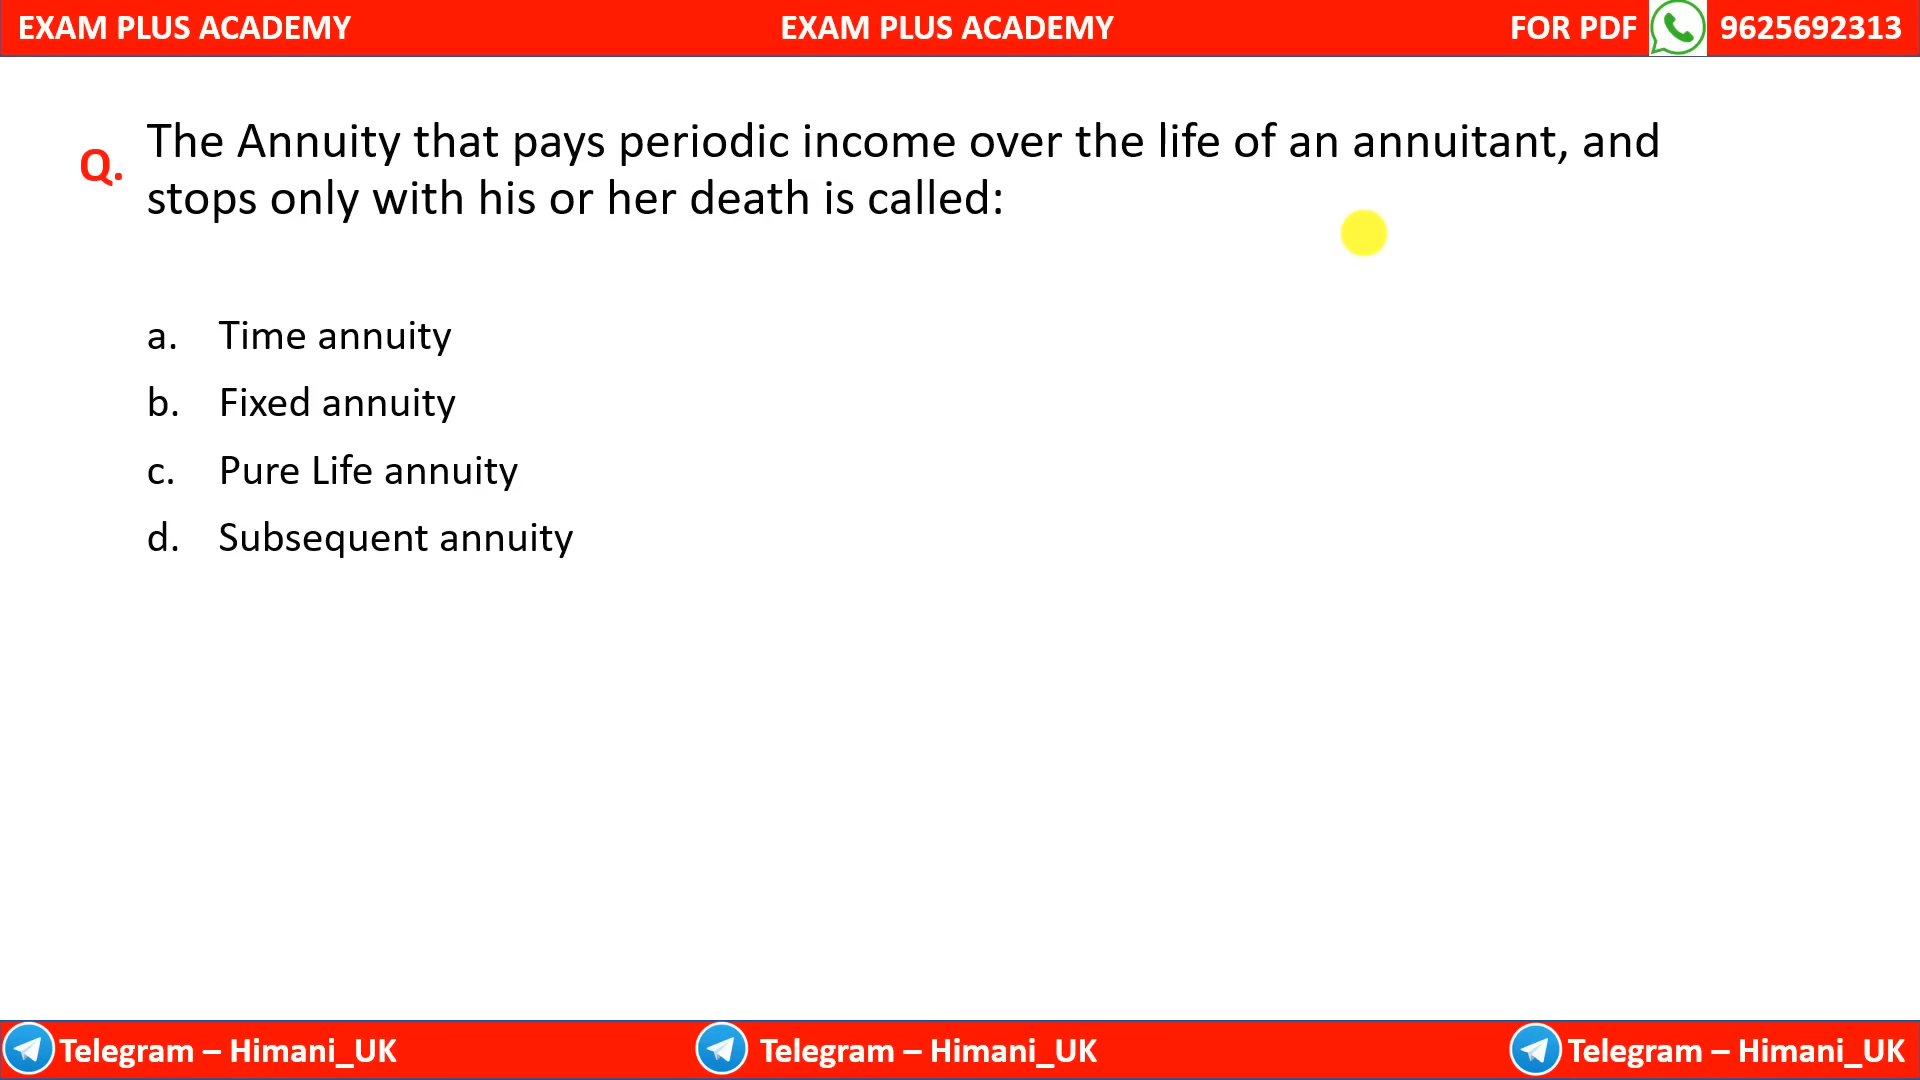 EXAM PLUS ACADEMY EXAM PLUS ACADEMY FOR PDF 9625692313
Q. The Annuity that pays periodic income over the life of an annuitant, and
stops only with his or her death is called:
a. Time annuity
b. Fixed annuity
c. Pure Life annuity
d. Subsequent annuity
Telegram – Himani_UK Telegram – Himani_UK Telegram – Himani_UK